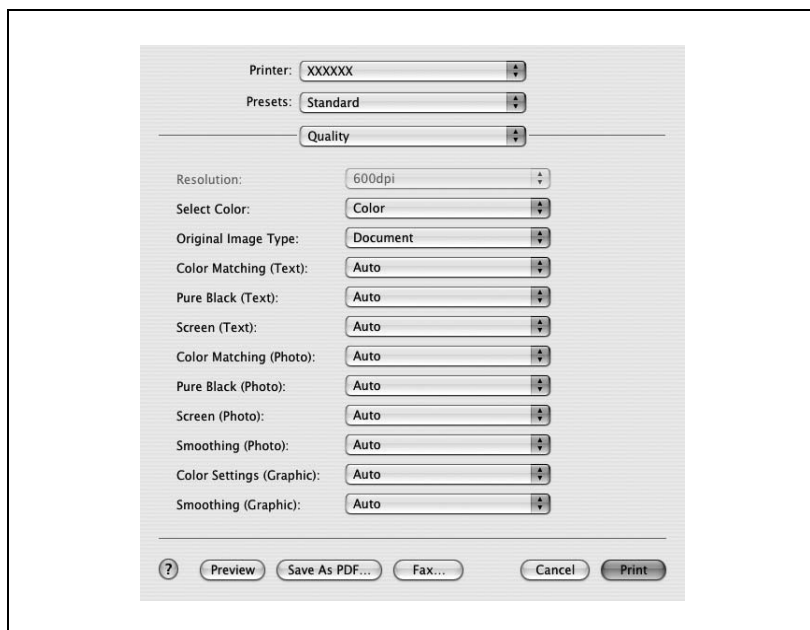 Printer: XXXXXX
Presets: Standard
Quality
Resolution: 600dpi
Select Color: Color
Original Image Type: Document
Color Matching (Text): Auto
Pure Black (Text): Auto
Screen (Text): Auto
Color Matching (Photo): Auto
Pure Black (Photo): Auto
Screen (Photo): Auto
Smoothing (Photo): Auto
Color Settings (Graphic): Auto
Smoothing (Graphic): Auto
? Preview Save As PDF... Fax... Cancel Print